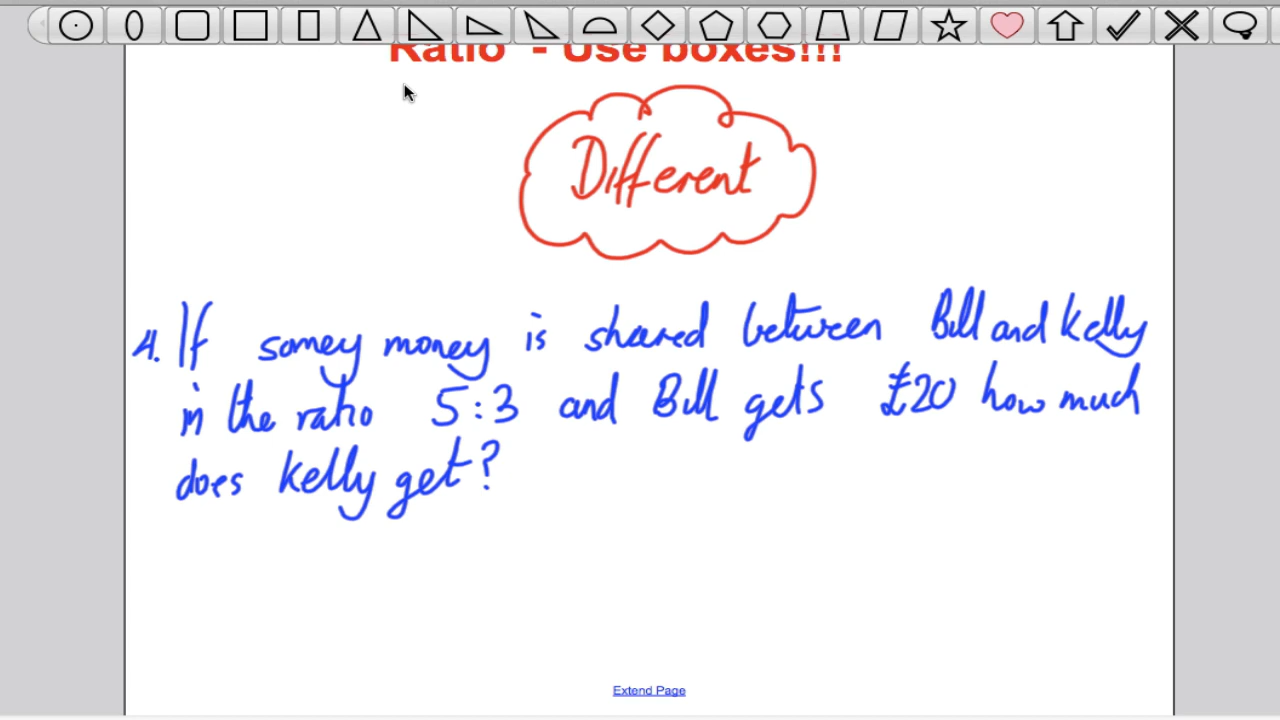 Ratio - Use boxes!!!
Different
4. If somey money is shared between Bill and Kelly
in the ratio 5:3 and Bill gets £20 how much
does Kelly get?
Extend Page